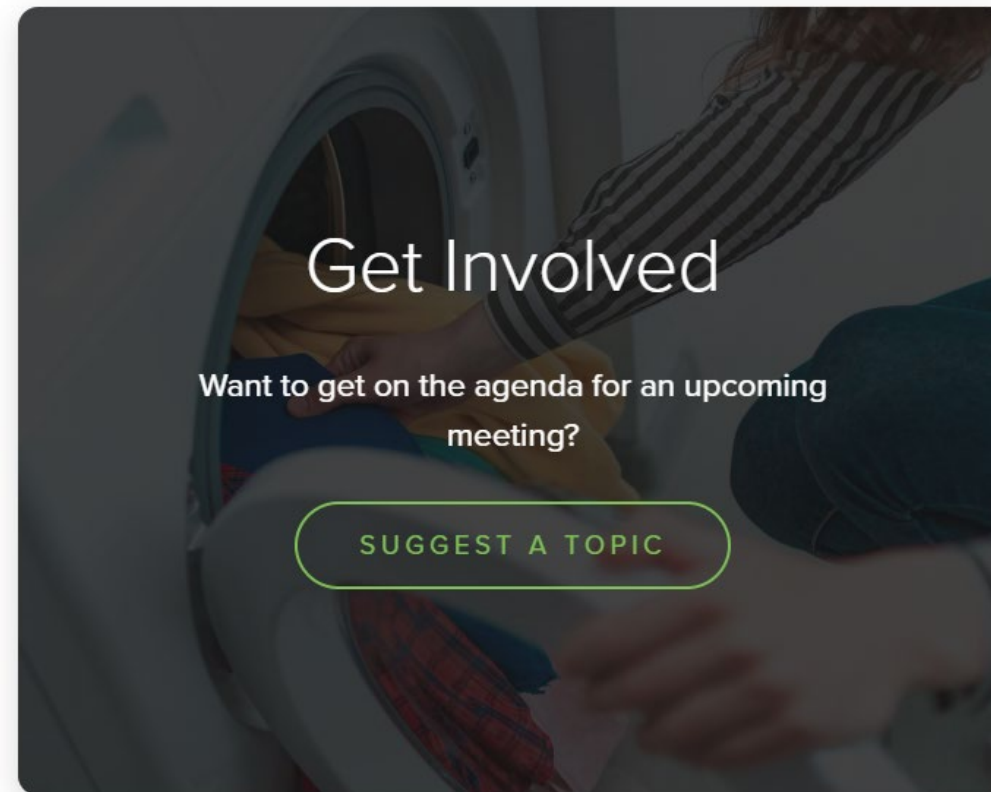 Get Involved
Want to get on the agenda for an upcoming
meeting?
SUGGEST A TOPIC